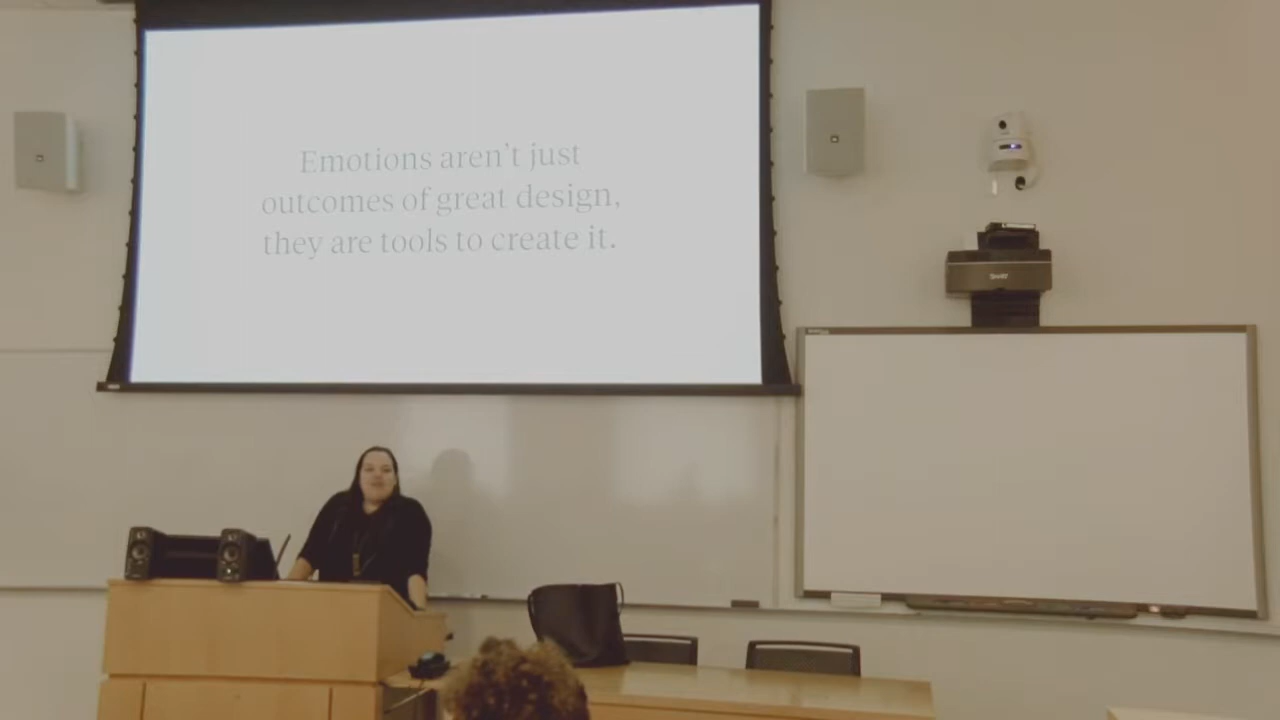 Emotions aren't just
outcomes of great design,
they are tools to create it.